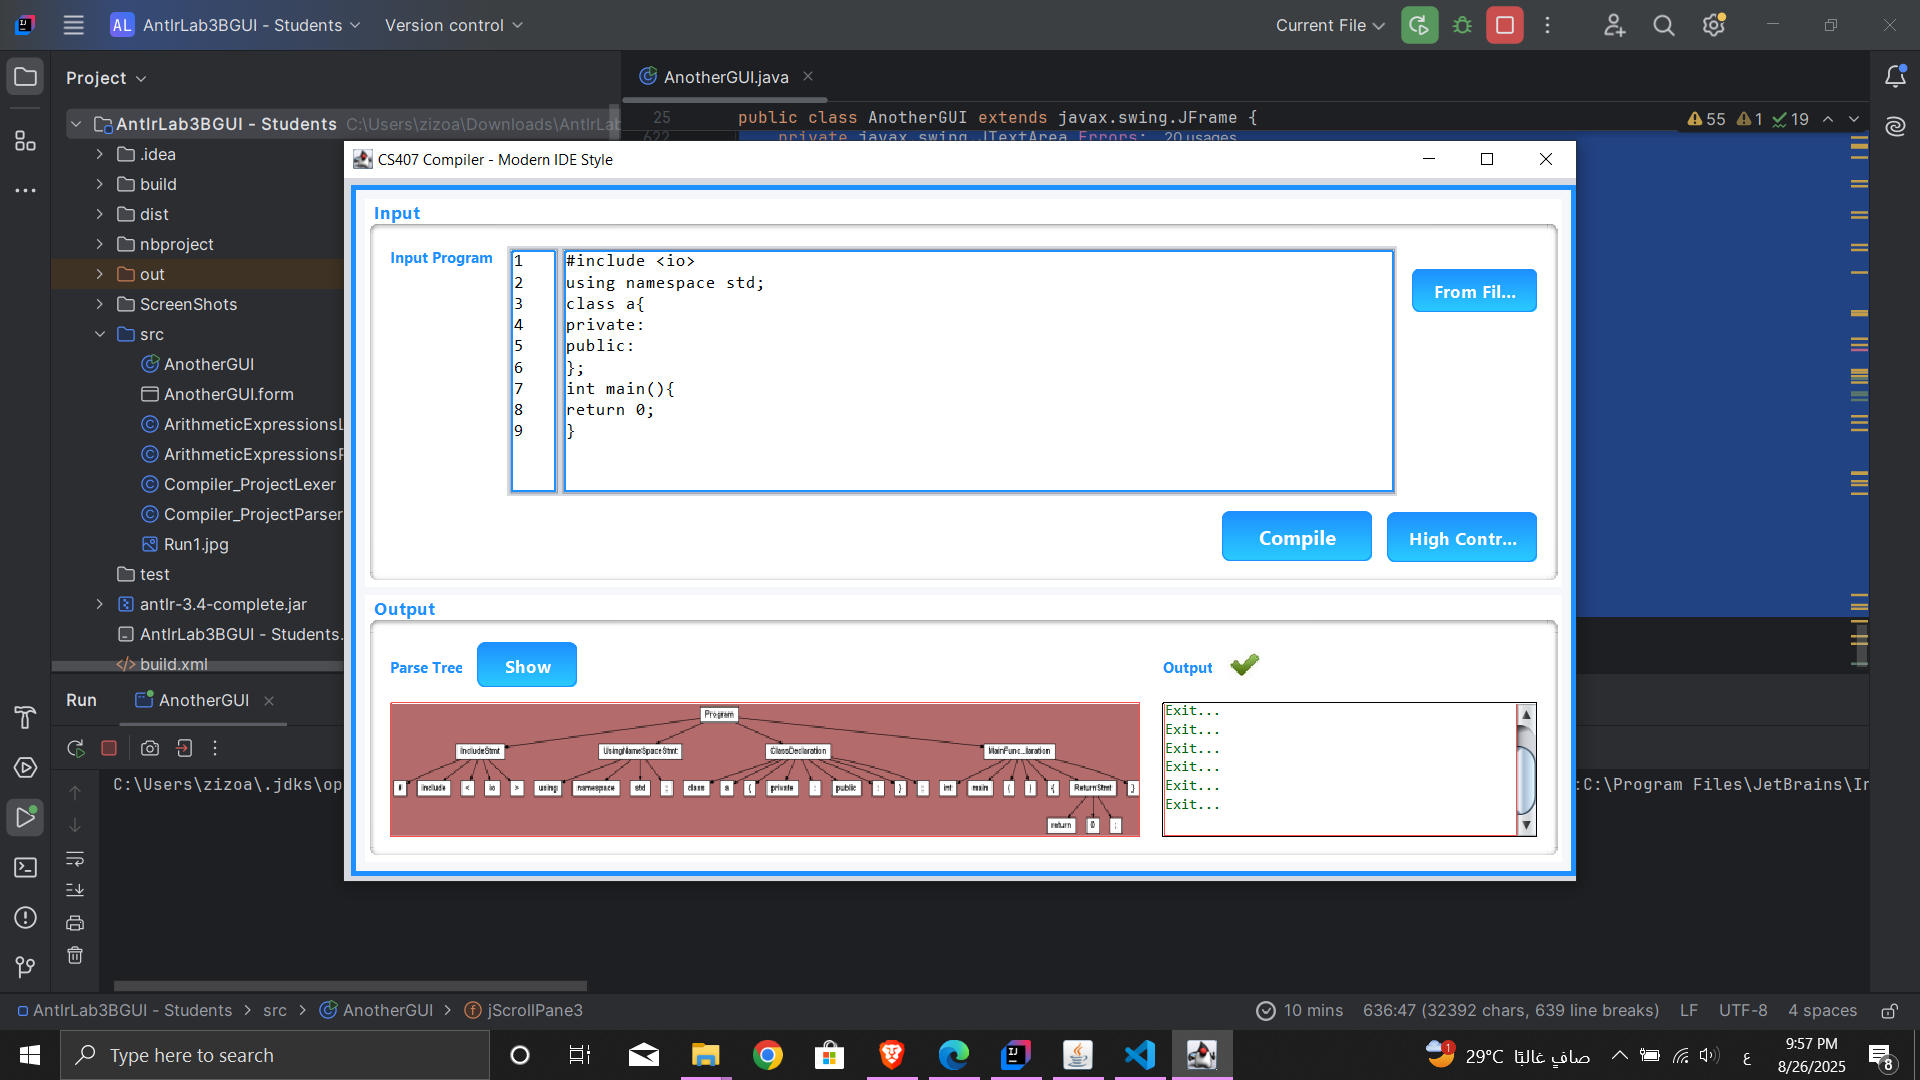 AL AntlrLab3BGUI - Students Version control Current File
Project
AnotherGUI.java
AntlrLab3BGUI - Students C:\Users\zizoa\Downloads\AntlrLab
.idea
build
dist
nbproject
out
ScreenShots
src
AnotherGUI
AnotherGUI.form
ArithmeticExpressionsL
ArithmeticExpressionsP
Compiler_ProjectLexer
Compiler_ProjectParser
Run1.jpg
test
antlr-3.4-complete.jar
AntlrLab3BGUI - Students.
build.xml
25 public class AnotherGUI extends javax.swing.JFrame {
55 1 19
622 private javax.swing.JTextArea Errors; 20 usages
CS407 Compiler - Modern IDE Style
Input
Input Program
1 #include <io>
2 using namespace std;
3 class a{
4 private:
5 public:
6 };
7 int main(){
8 return 0;
9 }
From Fil...
Compile
High Contr...
Output
Parse Tree Show
Output
Program
IncludeStmt UsingNameSpaceStmt ClassDeclaration MainFunc...laration
# include < io > using namespace std ; class a { private : public : } ; int main ( ) { ReturnStmt }
return 0 ;
Exit...
Exit...
Exit...
Exit...
Exit...
Exit...
Run AnotherGUI
C:\Users\zizoa\.jdks\op
:C:\Program Files\JetBrains\In
AntlrLab3BGUI - Students > src > AnotherGUI > jScrollPane3
10 mins 636:47 (32392 chars, 639 line breaks) LF UTF-8 4 spaces
Type here to search
1
29°C صافٍ غالبًا
ع
9:57 PM
8/26/2025
8